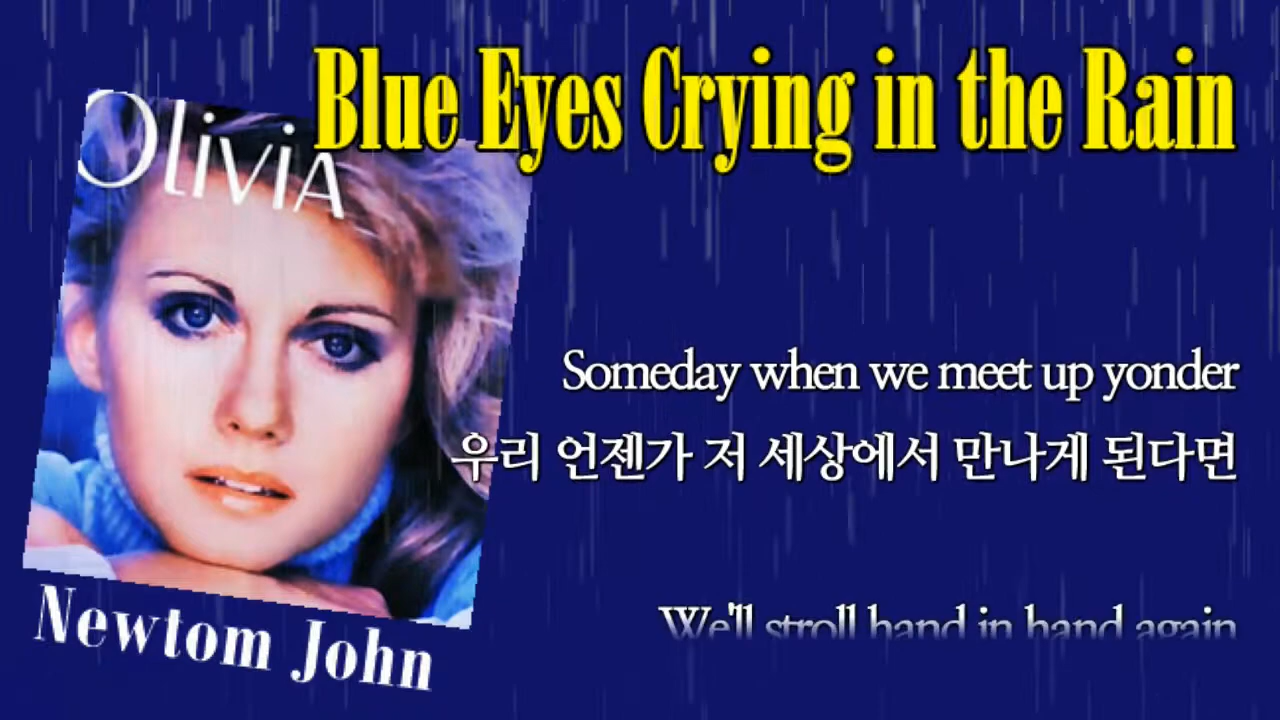 Blue Eyes Crying in the Rain
Olivia
Someday when we meet up yonder
우리 언젠가 저 세상에서 만나게 된다면
We'll stroll hand in hand again
Newtom John